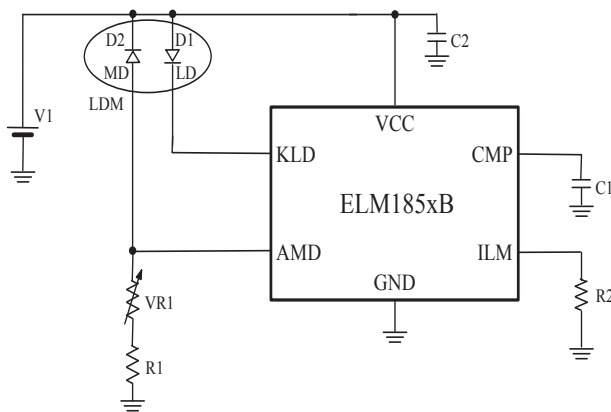 D2
D1
C2
MD
LD
LDM
V1
VCC
KLD
CMP
C1
ELM185xB
AMD
ILM
GND
VR1
R2
R1